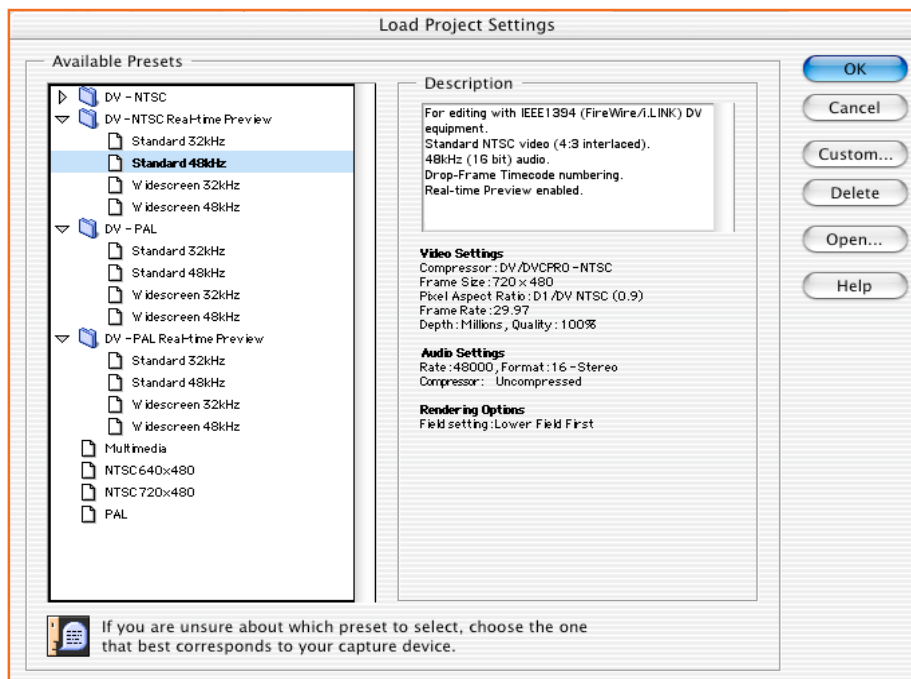 Load Project Settings
Available Presets
DV - NTSC
DV - NTSC Real-time Preview
Standard 32kHz
Standard 48kHz
Widescreen 32kHz
Widescreen 48kHz
DV - PAL
Standard 32kHz
Standard 48kHz
Widescreen 32kHz
Widescreen 48kHz
DV - PAL Real-time Preview
Standard 32kHz
Standard 48kHz
Widescreen 32kHz
Widescreen 48kHz
Multimedia
NTSC 640x480
NTSC 720x480
PAL
Description
For editing with IEEE1394 (FireWire/i.LINK) DV
equipment.
Standard NTSC video (4:3 interlaced).
48kHz (16 bit) audio.
Drop-Frame Timecode numbering.
Real-time Preview enabled.
Video Settings
Compressor: DV/DVCPRO - NTSC
Frame Size: 720 x 480
Pixel Aspect Ratio: D1/DV NTSC (0.9)
Frame Rate: 29.97
Depth: Millions, Quality: 100%
Audio Settings
Rate: 48000, Format: 16 - Stereo
Compressor: Uncompressed
Rendering Options
Field setting: Lower Field First
OK
Cancel
Custom...
Delete
Open...
Help
If you are unsure about which preset to select, choose the one
that best corresponds to your capture device.